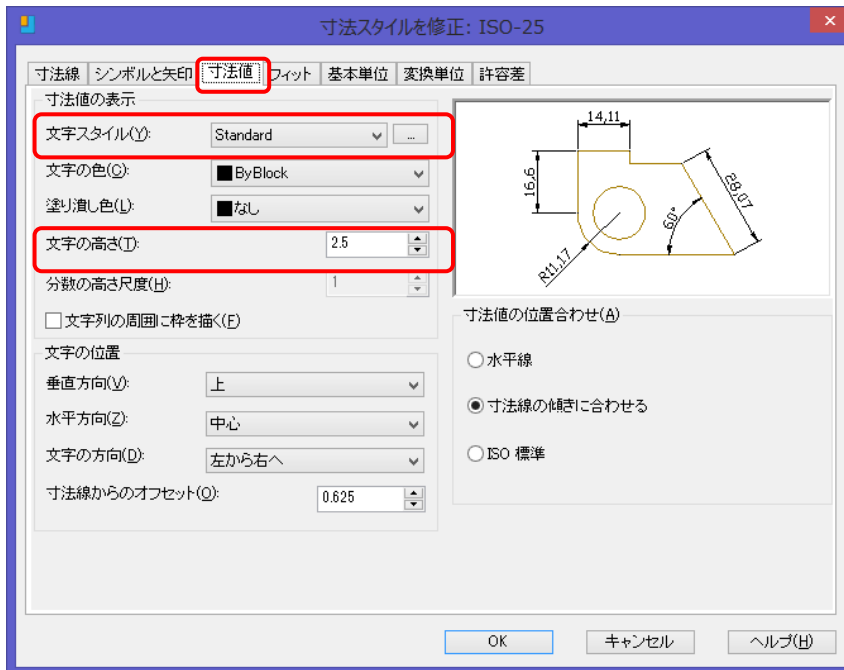 寸法スタイルを修正: ISO-25
寸法線 シンボルと矢印 寸法値 フィット 基本単位 変換単位 許容差
寸法値の表示
文字スタイル(Y): Standard ...
文字の色(C): ByBlock
塗り潰し色(L): なし
文字の高さ(T): 2.5
分数の高さ尺度(H): 1
文字列の周囲に枠を描く(F)
文字の位置
垂直方向(V): 上
水平方向(Z): 中心
文字の方向(D): 左から右へ
寸法線からのオフセット(O): 0.625
14,11
16,6
28,07
60°
R11,17
寸法値の位置合わせ(A)
水平線
寸法線の傾きに合わせる
ISO 標準
OK キャンセル ヘルプ(H)